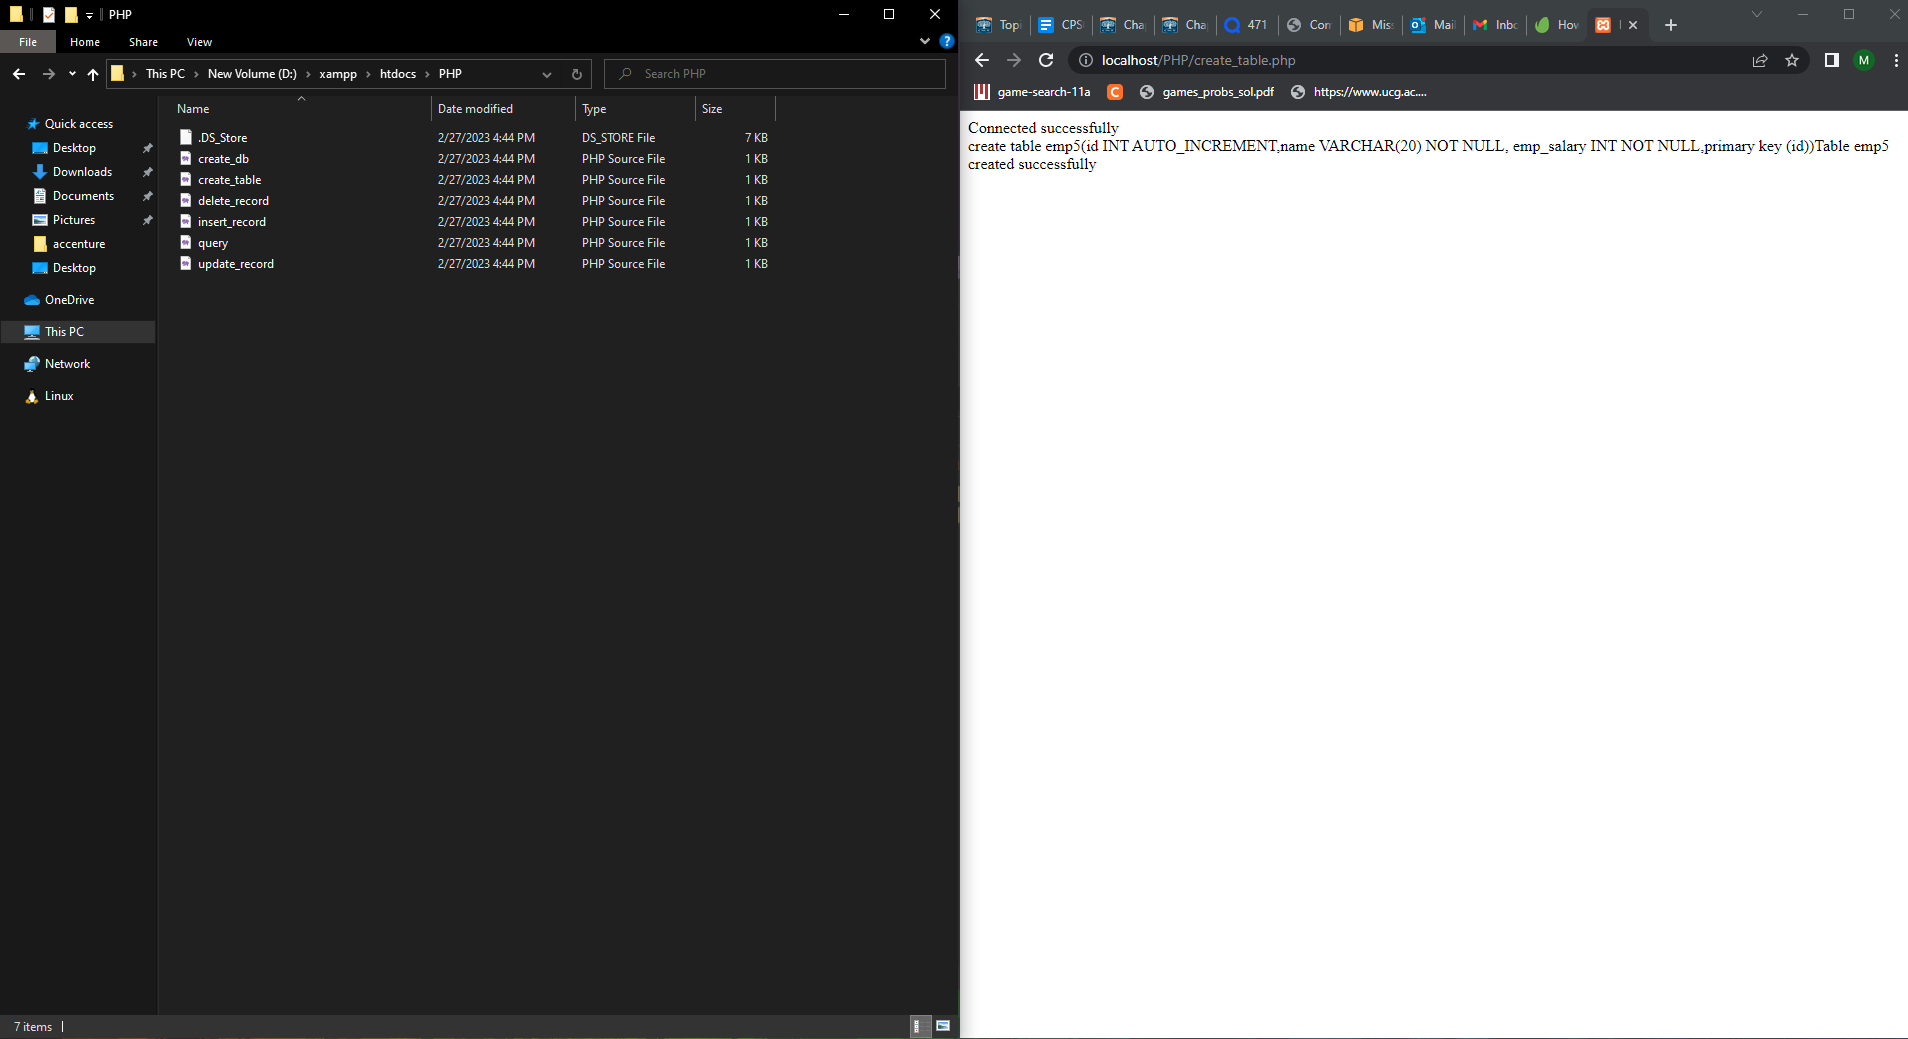 PHP
File Home Share View
This PC New Volume (D:) xampp htdocs PHP
Search PHP
Name Date modified Type Size
Quick access
Desktop
Downloads
Documents
Pictures
accenture
Desktop
OneDrive
This PC
Network
Linux
.DS_Store 2/27/2023 4:44 PM DS_STORE File 7 KB
create_db 2/27/2023 4:44 PM PHP Source File 1 KB
create_table 2/27/2023 4:44 PM PHP Source File 1 KB
delete_record 2/27/2023 4:44 PM PHP Source File 1 KB
insert_record 2/27/2023 4:44 PM PHP Source File 1 KB
query 2/27/2023 4:44 PM PHP Source File 1 KB
update_record 2/27/2023 4:44 PM PHP Source File 1 KB
7 items
Topi CPS Cha Cha 471 Con Miss Mail Inbo How
localhost/PHP/create_table.php
M
game-search-11a C games_probs_sol.pdf https://www.ucg.ac....
Connected successfully
create table emp5(id INT AUTO_INCREMENT,name VARCHAR(20) NOT NULL, emp_salary INT NOT NULL,primary key (id))Table emp5
created successfully